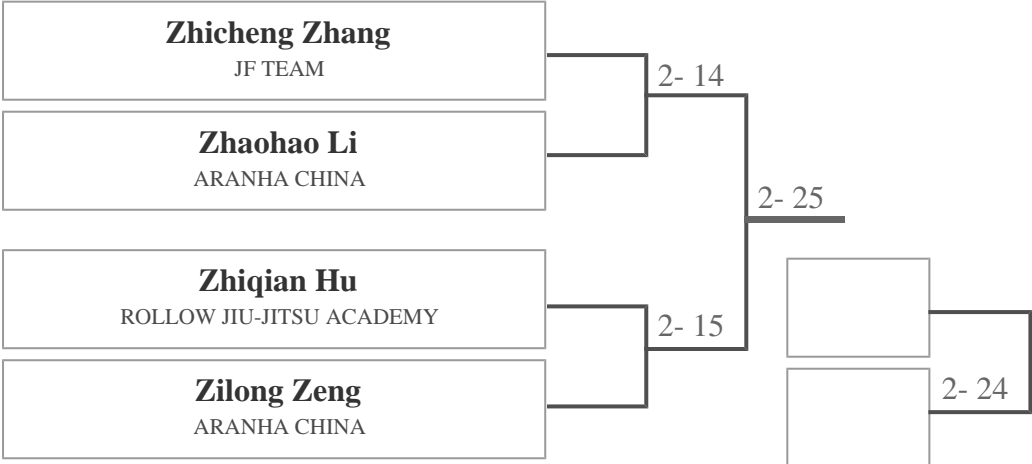 Zhicheng Zhang
JF TEAM
2- 14
Zhaohao Li
ARANHA CHINA
2- 25
Zhiqian Hu
ROLLOW JIU-JITSU ACADEMY
2- 15
Zilong Zeng
ARANHA CHINA
2- 24